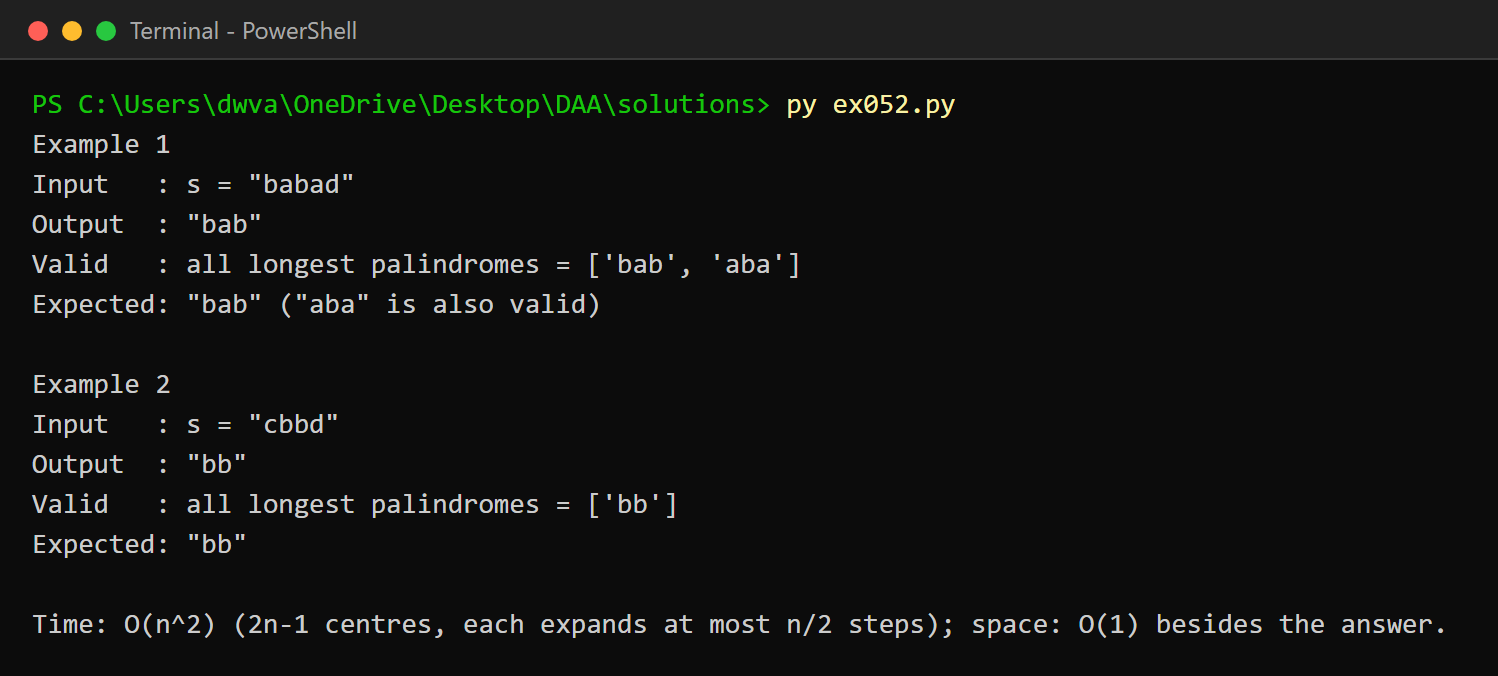 Terminal - PowerShell
PS C:\Users\dwva\OneDrive\Desktop\DAA\solutions> py ex052.py
Example 1
Input   : s = "babad"
Output  : "bab"
Valid   : all longest palindromes = ['bab', 'aba']
Expected: "bab" ("aba" is also valid)

Example 2
Input   : s = "cbbd"
Output  : "bb"
Valid   : all longest palindromes = ['bb']
Expected: "bb"

Time: O(n^2) (2n-1 centres, each expands at most n/2 steps); space: O(1) besides the answer.